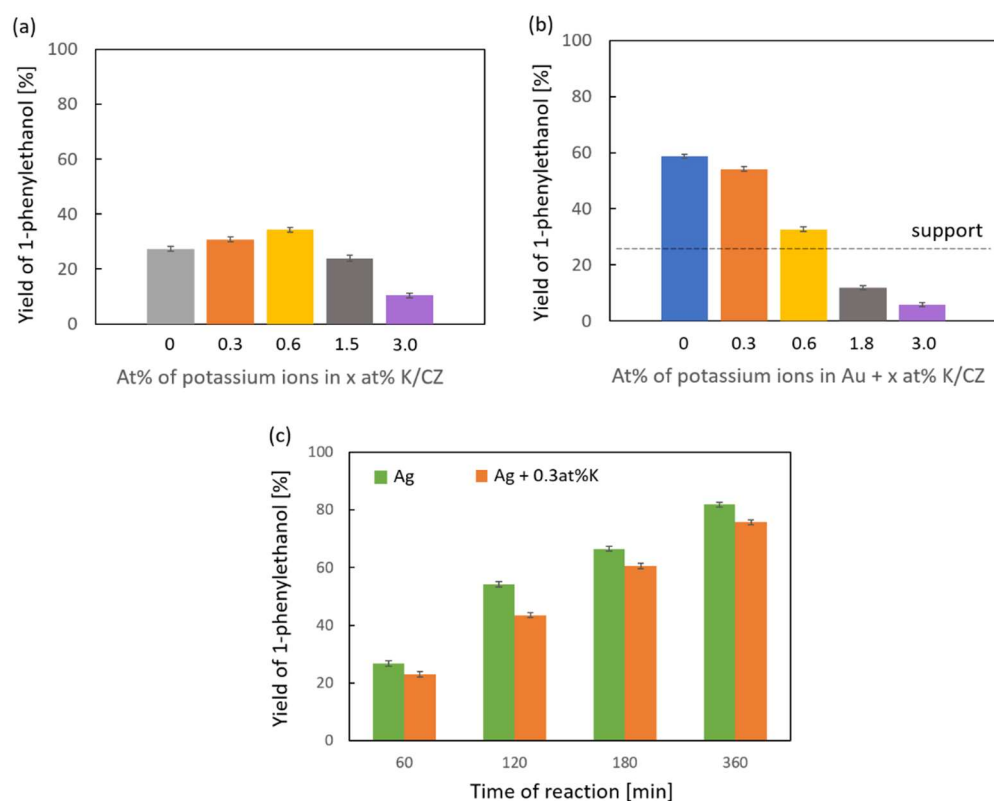 (a)
Yield of 1-phenylethanol [%]
100
80
60
40
20
0
0 0.3 0.6 1.5 3.0
At% of potassium ions in x at% K/CZ
(b)
Yield of 1-phenylethanol [%]
100
80
60
40
20
0
support
0 0.3 0.6 1.8 3.0
At% of potassium ions in Au + x at% K/CZ
(c)
Yield of 1-phenylethanol [%]
100
80
60
40
20
0
Ag Ag + 0.3at%K
60 120 180 360
Time of reaction [min]